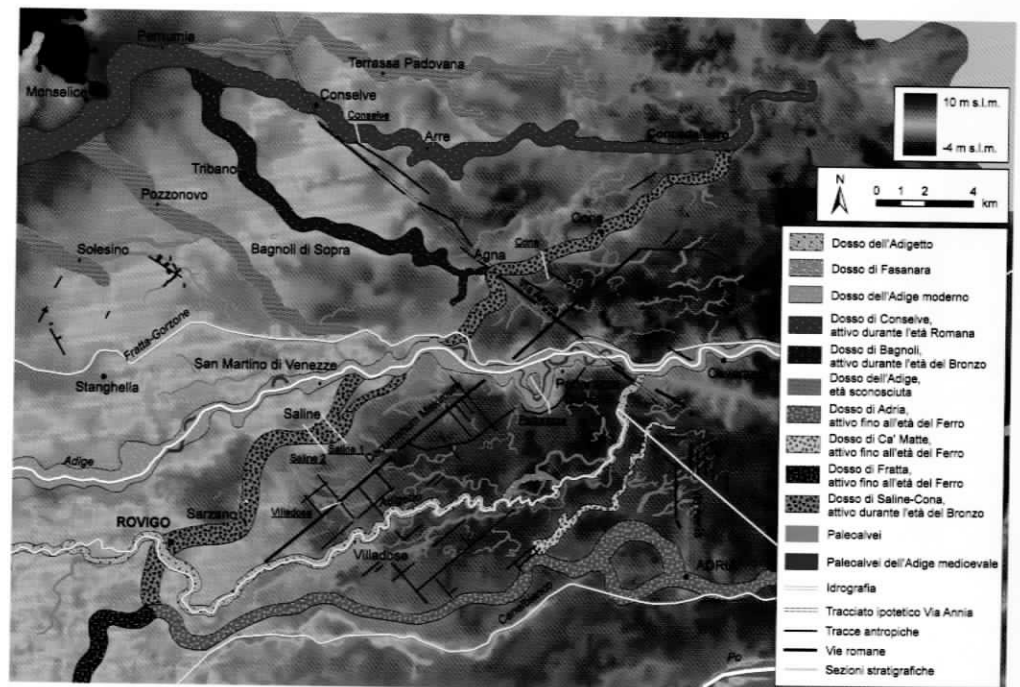 Pernumia
Terrassa Padovana
Monselice
Conselve
Conselve
Arre
Tribano
Pozzonovo
Cona
Solesino
Bagnoli di Sopra
Agna
Cona
Fratta-Gorzone
San Martino di Venezze
Stanghella
Saline
Saline 1
Saline 2
Adige
Villadose
Sarzano
ROVIGO
Villadose
Adigetto
Canalbianco
Po
10 m s.l.m.
-4 m s.l.m.
N
0 1 2 4
km
Dosso dell'Adigetto
Dosso di Fasanara
Dosso dell'Adige moderno
Dosso di Conselve,
attivo durante l'età Romana
Dosso di Bagnoli,
attivo durante l'età del Bronzo
Dosso dell'Adige,
età sconosciuta
Dosso di Adria,
attivo fino all'età del Ferro
Dosso di Ca' Matte,
attivo fino all'età del Ferro
Dosso di Fratta,
attivo fino all'età del Ferro
Dosso di Saline-Cona,
attivo durante l'età del Bronzo
Paleoalvei
Paleoalvei dell'Adige medioevale
Idrografia
Tracciato ipotetico Via Annia
Tracce antropiche
Vie romane
Sezioni stratigrafiche